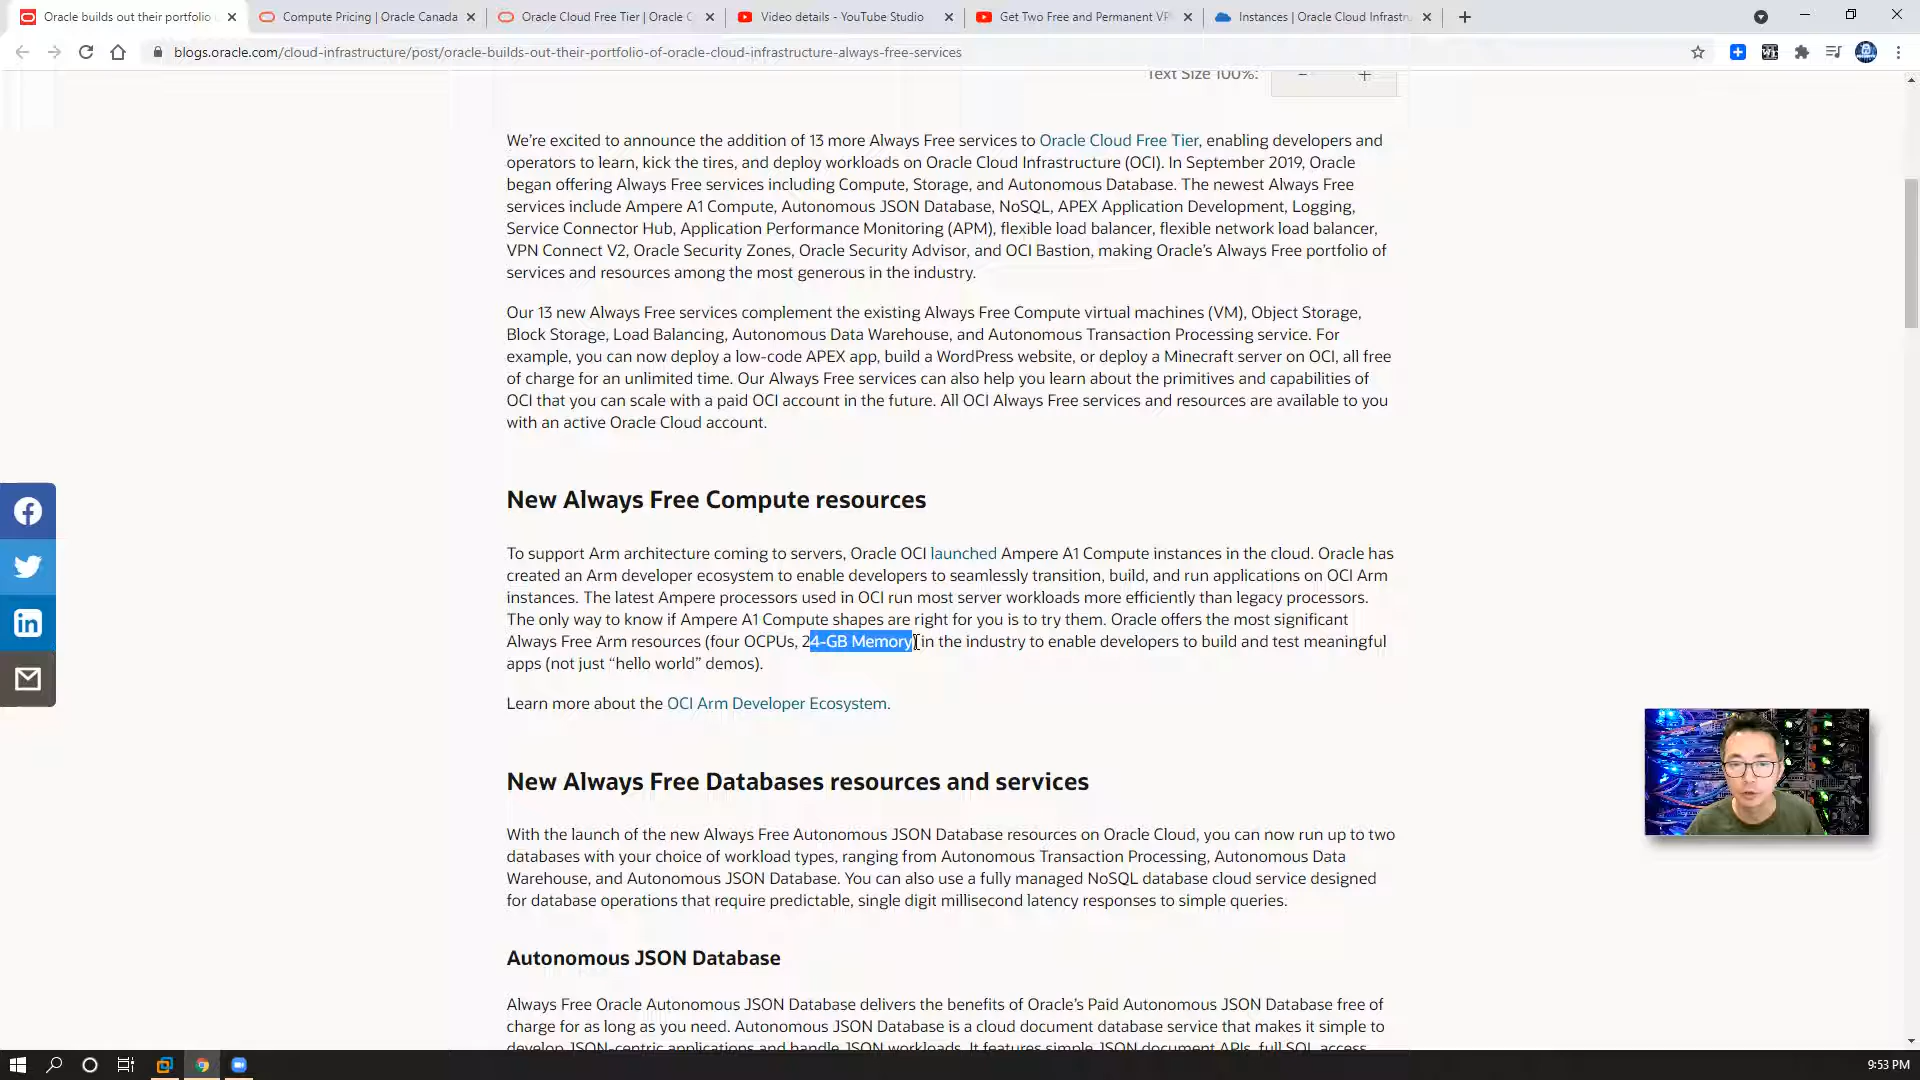 Oracle builds out their portfolio
Compute Pricing | Oracle Canada
Oracle Cloud Free Tier | Oracle C
Video details - YouTube Studio
Get Two Free and Permanent VP
Instances | Oracle Cloud Infrastr
blogs.oracle.com/cloud-infrastructure/post/oracle-builds-out-their-portfolio-of-oracle-cloud-infrastructure-always-free-services
Text Size 100%:
We're excited to announce the addition of 13 more Always Free services to Oracle Cloud Free Tier, enabling developers and
operators to learn, kick the tires, and deploy workloads on Oracle Cloud Infrastructure (OCI). In September 2019, Oracle
began offering Always Free services including Compute, Storage, and Autonomous Database. The newest Always Free
services include Ampere A1 Compute, Autonomous JSON Database, NoSQL, APEX Application Development, Logging,
Service Connector Hub, Application Performance Monitoring (APM), flexible load balancer, flexible network load balancer,
VPN Connect V2, Oracle Security Zones, Oracle Security Advisor, and OCI Bastion, making Oracle's Always Free portfolio of
services and resources among the most generous in the industry.
Our 13 new Always Free services complement the existing Always Free Compute virtual machines (VM), Object Storage,
Block Storage, Load Balancing, Autonomous Data Warehouse, and Autonomous Transaction Processing service. For
example, you can now deploy a low-code APEX app, build a WordPress website, or deploy a Minecraft server on OCI, all free
of charge for an unlimited time. Our Always Free services can also help you learn about the primitives and capabilities of
OCI that you can scale with a paid OCI account in the future. All OCI Always Free services and resources are available to you
with an active Oracle Cloud account.
New Always Free Compute resources
To support Arm architecture coming to servers, Oracle OCI launched Ampere A1 Compute instances in the cloud. Oracle has
created an Arm developer ecosystem to enable developers to seamlessly transition, build, and run applications on OCI Arm
instances. The latest Ampere processors used in OCI run most server workloads more efficiently than legacy processors.
The only way to know if Ampere A1 Compute shapes are right for you is to try them. Oracle offers the most significant
Always Free Arm resources (four OCPUs, 24-GB Memory) in the industry to enable developers to build and test meaningful
apps (not just “hello world” demos).
Learn more about the OCI Arm Developer Ecosystem.
New Always Free Databases resources and services
With the launch of the new Always Free Autonomous JSON Database resources on Oracle Cloud, you can now run up to two
databases with your choice of workload types, ranging from Autonomous Transaction Processing, Autonomous Data
Warehouse, and Autonomous JSON Database. You can also use a fully managed NoSQL database cloud service designed
for database operations that require predictable, single digit millisecond latency responses to simple queries.
Autonomous JSON Database
Always Free Oracle Autonomous JSON Database delivers the benefits of Oracle's Paid Autonomous JSON Database free of
charge for as long as you need. Autonomous JSON Database is a cloud document database service that makes it simple to
develop JSON-centric applications and handle JSON workloads. It features simple JSON document APIs, full SQL access,
9:53 PM